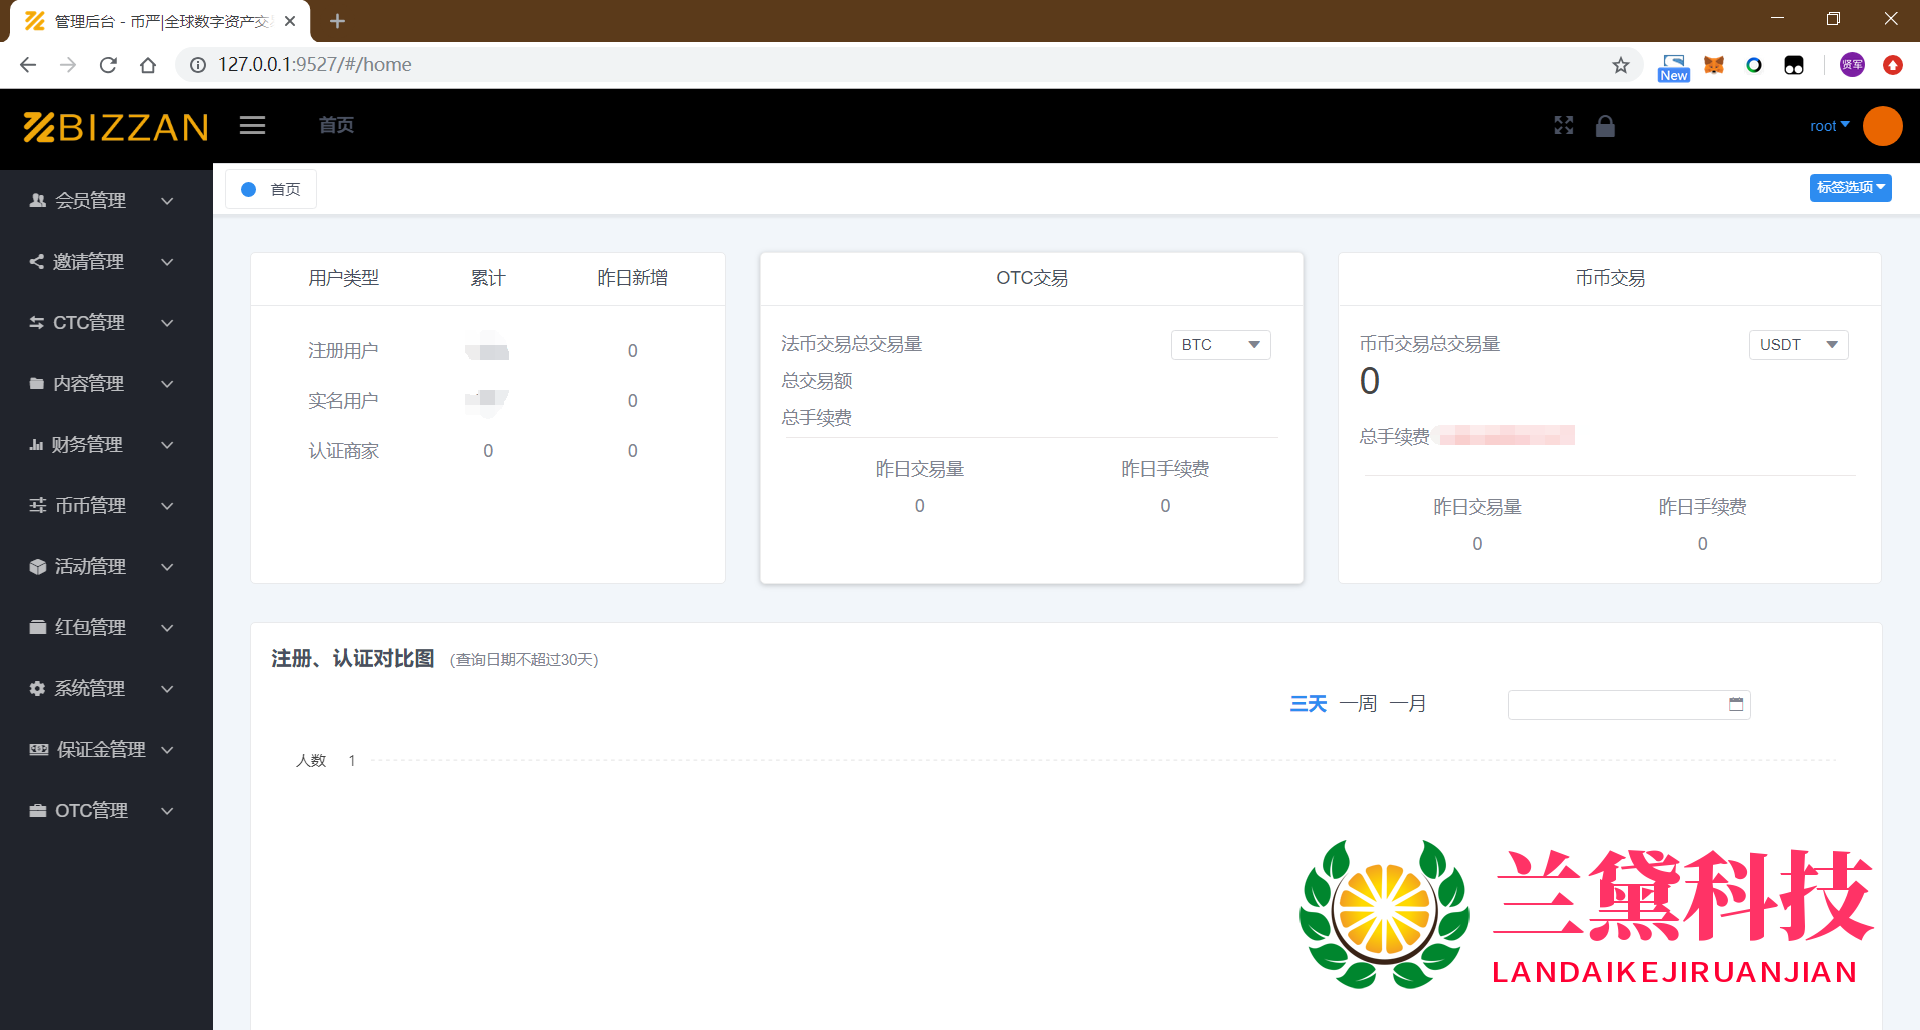 管理后台 - 币严|全球数字资产交
127.0.0.1:9527/#/home
New
贤军
BIZZAN
首页
root
首页
标签选项
会员管理
邀请管理
CTC管理
内容管理
财务管理
币币管理
活动管理
红包管理
系统管理
保证金管理
OTC管理
用户类型 累计 昨日新增
注册用户 0
实名用户 0
认证商家 0 0
OTC交易
法币交易总交易量 BTC
总交易额
总手续费
昨日交易量 昨日手续费
0 0
币币交易
币币交易总交易量 USDT
0
总手续费
昨日交易量 昨日手续费
0 0
注册、认证对比图 (查询日期不超过30天)
三天 一周 一月
人数 1
兰黛科技
LANDAIKEJIRUANJIAN